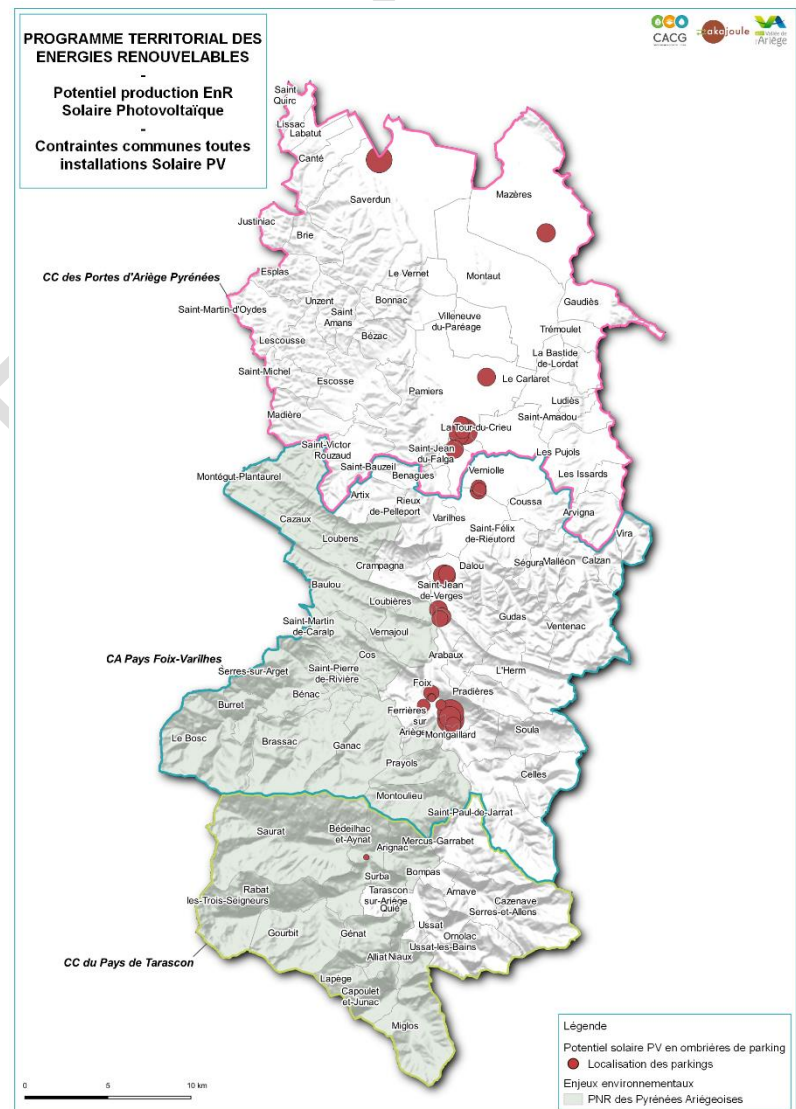 PROGRAMME TERRITORIAL DES
ENERGIES RENOUVELABLES
-
Potentiel production EnR
Solaire Photovoltaïque
-
Contraintes communes toutes
installations Solaire PV
CACG
akajoule
Ariège
Saint
Quirc
Lissac
Labatut
Canté
Saverdun
Mazères
Justiniac
Brie
CC des Portes d'Ariège Pyrénées
Esplas
Le Vernet
Montaut
Gaudiès
Saint-Martin-d'Oydes
Unzent
Bonnac
Saint
Amans
Villeneuve
du-Paréage
Trémoulet
Lescousse
Bézac
La Bastide
de-Lordat
Saint-Michel
Escosse
Pamiers
Le Carlaret
Ludiès
Madière
La Tour-du-Crieu
Saint-Amadou
Saint-Victor
Rouzaud
Saint-Jean
du-Falga
Les Pujols
Saint-Bauzeil
Benagues
Verniolle
Les Issards
Montégut-Plantaurel
Artix
Rieux
de-Pelleport
Coussa
Arvigna
Cazaux
Varilhes
Saint-Félix
de-Rieutord
Vira
Loubens
Crampagna
Dalou
Ségura
Malléon
Calzan
Baulou
Saint-Jean
de-Verges
Loubières
Gudas
Ventenac
Saint-Martin
de-Caralp
Vernajoul
CA Pays Foix-Varilhes
Cos
Arabaux
L'Herm
Serres-sur-Arget
Saint-Pierre
de-Rivière
Foix
Pradières
Burret
Bénac
Ferrières
sur
Ariège
Montgaillard
Soula
Le Bosc
Brassac
Ganac
Prayols
Celles
Montoulieu
Saint-Paul-de-Jarrat
Saurat
Bédeilhac
et-Aynat
Mercus-Garrabet
Arignac
Surba
Bompas
Rabat
les-Trois-Seigneurs
Tarascon
sur-Ariège
Quié
Arnave
Cazenave
Serres-et-Allens
Gourbit
Génat
Ussat
Ornolac
Ussat-les-Bains
CC du Pays de Tarascon
Alliat
Niaux
Lapège
Capoulet
et-Junac
Miglos
Légende
Potentiel solaire PV en ombrières de parking
Localisation des parkings
Enjeux environnementaux
PNR des Pyrénées Ariégeoises
0 5 10 km